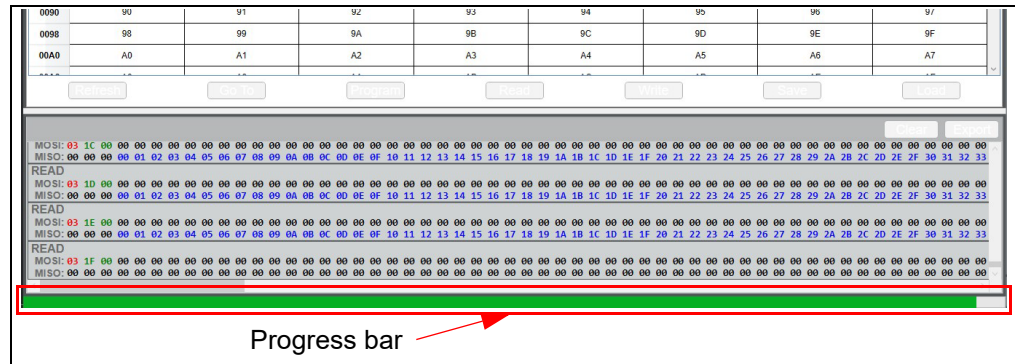 0090 90 91 92 93 94 95 96 97
0098 98 99 9A 9B 9C 9D 9E 9F
00A0 A0 A1 A2 A3 A4 A5 A6 A7
Refresh Go To Program Read Write Save Load
Clear Export
MOSI: 03 1C 00 00 00 00 00 00 00 00 00 00 00 00 00 00 00 00 00 00 00 00 00 00 00 00 00 00 00 00 00 00 00 00 00 00 00 00 00 00 00 00 00 00 00 00 00 00 00 00 00 00 00 00 00
MISO: 00 00 00 00 01 02 03 04 05 06 07 08 09 0A 0B 0C 0D 0E 0F 10 11 12 13 14 15 16 17 18 19 1A 1B 1C 1D 1E 1F 20 21 22 23 24 25 26 27 28 29 2A 2B 2C 2D 2E 2F 30 31 32 33
READ
MOSI: 03 1D 00 00 00 00 00 00 00 00 00 00 00 00 00 00 00 00 00 00 00 00 00 00 00 00 00 00 00 00 00 00 00 00 00 00 00 00 00 00 00 00 00 00 00 00 00 00 00 00 00 00 00 00 00
MISO: 00 00 00 00 01 02 03 04 05 06 07 08 09 0A 0B 0C 0D 0E 0F 10 11 12 13 14 15 16 17 18 19 1A 1B 1C 1D 1E 1F 20 21 22 23 24 25 26 27 28 29 2A 2B 2C 2D 2E 2F 30 31 32 33
READ
MOSI: 03 1E 00 00 00 00 00 00 00 00 00 00 00 00 00 00 00 00 00 00 00 00 00 00 00 00 00 00 00 00 00 00 00 00 00 00 00 00 00 00 00 00 00 00 00 00 00 00 00 00 00 00 00 00 00
MISO: 00 00 00 00 01 02 03 04 05 06 07 08 09 0A 0B 0C 0D 0E 0F 10 11 12 13 14 15 16 17 18 19 1A 1B 1C 1D 1E 1F 20 21 22 23 24 25 26 27 28 29 2A 2B 2C 2D 2E 2F 30 31 32 33
READ
MOSI: 03 1F 00 00 00 00 00 00 00 00 00 00 00 00 00 00 00 00 00 00 00 00 00 00 00 00 00 00 00 00 00 00 00 00 00 00 00 00 00 00 00 00 00 00 00 00 00 00 00 00 00 00 00 00 00
MISO: 00 00 00 00 00 00 00 00 00 00 00 00 00 00 00 00 00 00 00 00 00 00 00 00 00 00 00 00 00 00 00 00 00 00 00 00 00 00 00 00 00 00 00 00 00 00 00 00 00 00 00 00 00 00 00
Progress bar